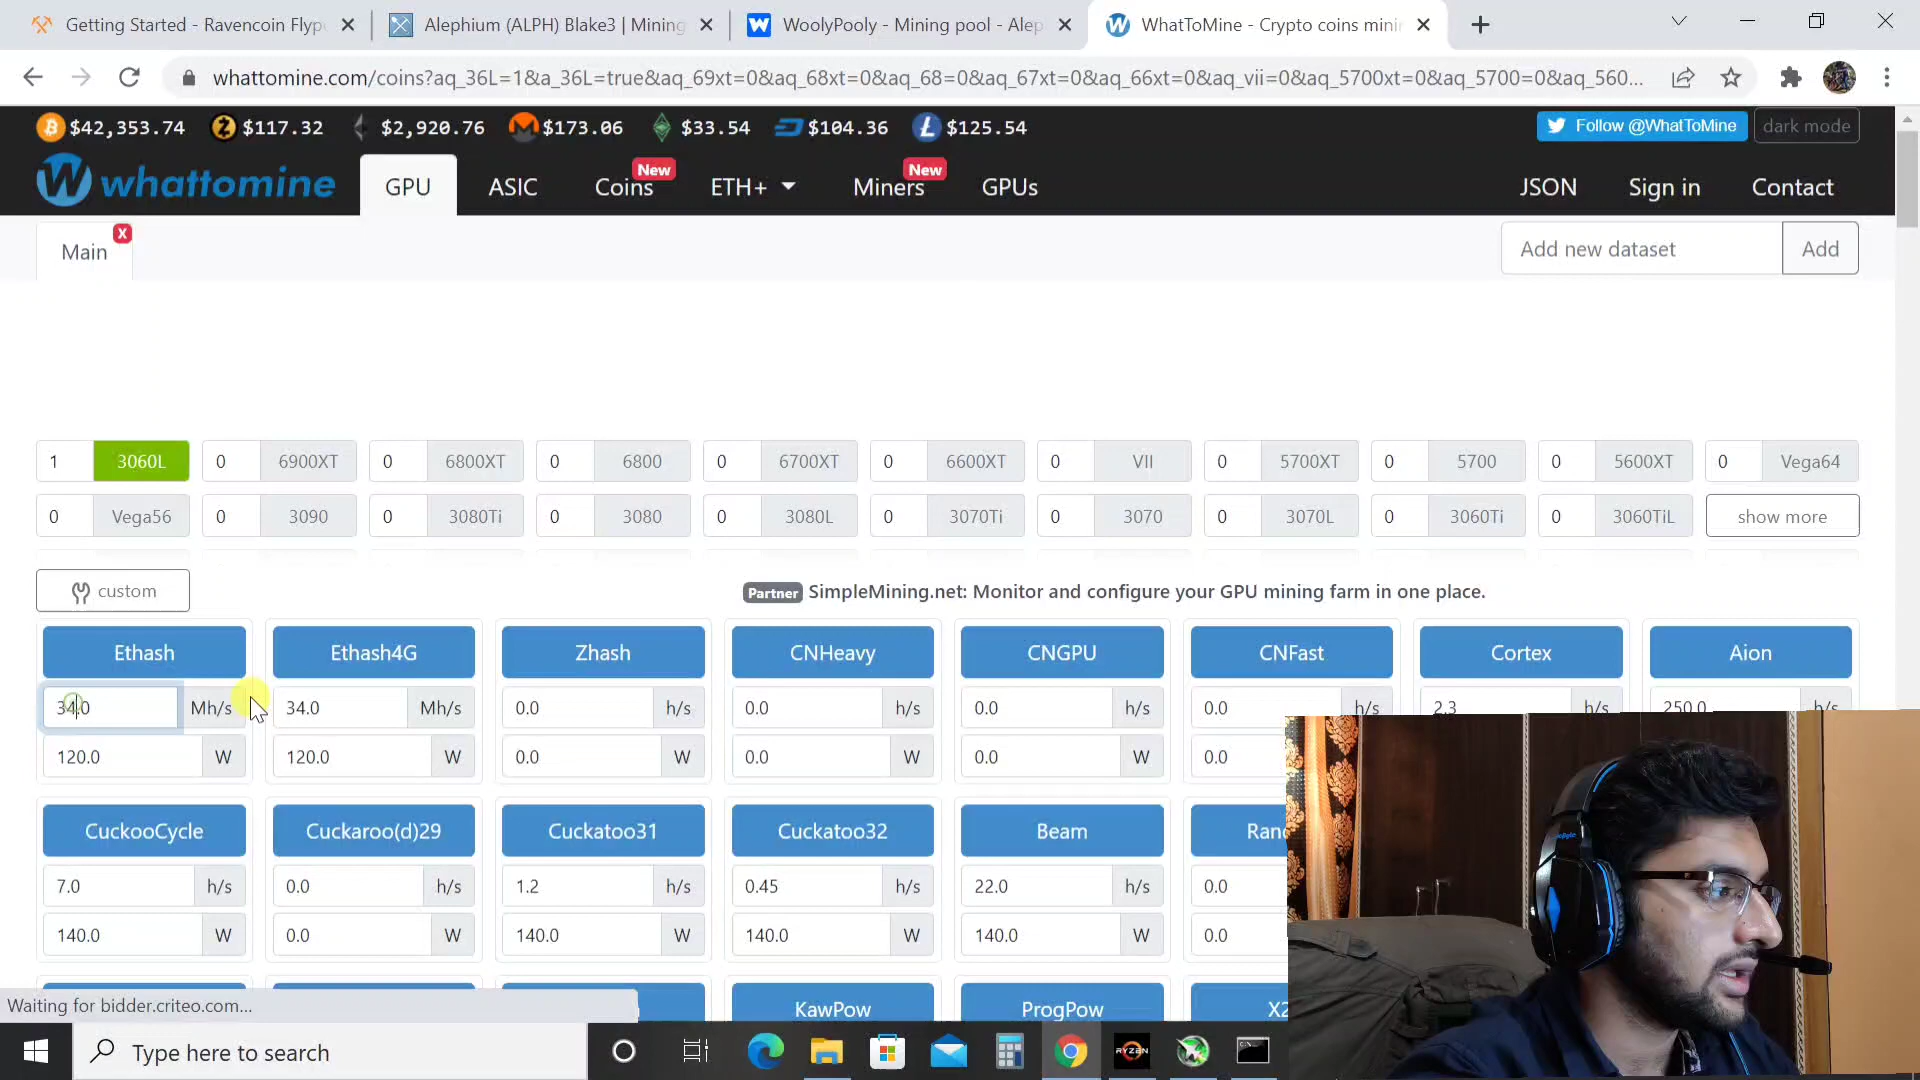 Getting Started - Ravencoin Flyp
Alephium (ALPH) Blake3 | Mining
WoolyPooly - Mining pool - Alep
WhatToMine - Crypto coins mini
whattomine.com/coins?aq_36L=1&a_36L=true&aq_69xt=0&aq_68xt=0&aq_68=0&aq_67xt=0&aq_66xt=0&aq_vii=0&aq_5700xt=0&aq_5700=0&aq_560...
$42,353.74 $117.32 $2,920.76 $173.06 $33.54 $104.36 $125.54
Follow @WhatToMine dark mode
whattomine GPU ASIC Coins New ETH+ Miners New GPUs JSON Sign in Contact
Main x
Add new dataset Add
1 3060L 0 6900XT 0 6800XT 0 6800 0 6700XT 0 6600XT 0 VII 0 5700XT 0 5700 0 5600XT 0 Vega64
0 Vega56 0 3090 0 3080Ti 0 3080 0 3080L 0 3070Ti 0 3070 0 3070L 0 3060Ti 0 3060TiL show more
custom
Partner SimpleMining.net: Monitor and configure your GPU mining farm in one place.
Ethash Ethash4G Zhash CNHeavy CNGPU CNFast Cortex Aion
34.0 Mh/s 34.0 Mh/s 0.0 h/s 0.0 h/s 0.0 h/s 0.0 h/s 2.3 h/s 250.0 h/s
120.0 W 120.0 W 0.0 W 0.0 W 0.0 W 0.0
CuckooCycle Cuckaroo(d)29 Cuckatoo31 Cuckatoo32 Beam Ran
7.0 h/s 0.0 h/s 1.2 h/s 0.45 h/s 22.0 h/s 0.0
140.0 W 0.0 W 140.0 W 140.0 W 140.0 W 0.0
KawPow ProgPow X2
Waiting for bidder.criteo.com...
Type here to search
RYZEN